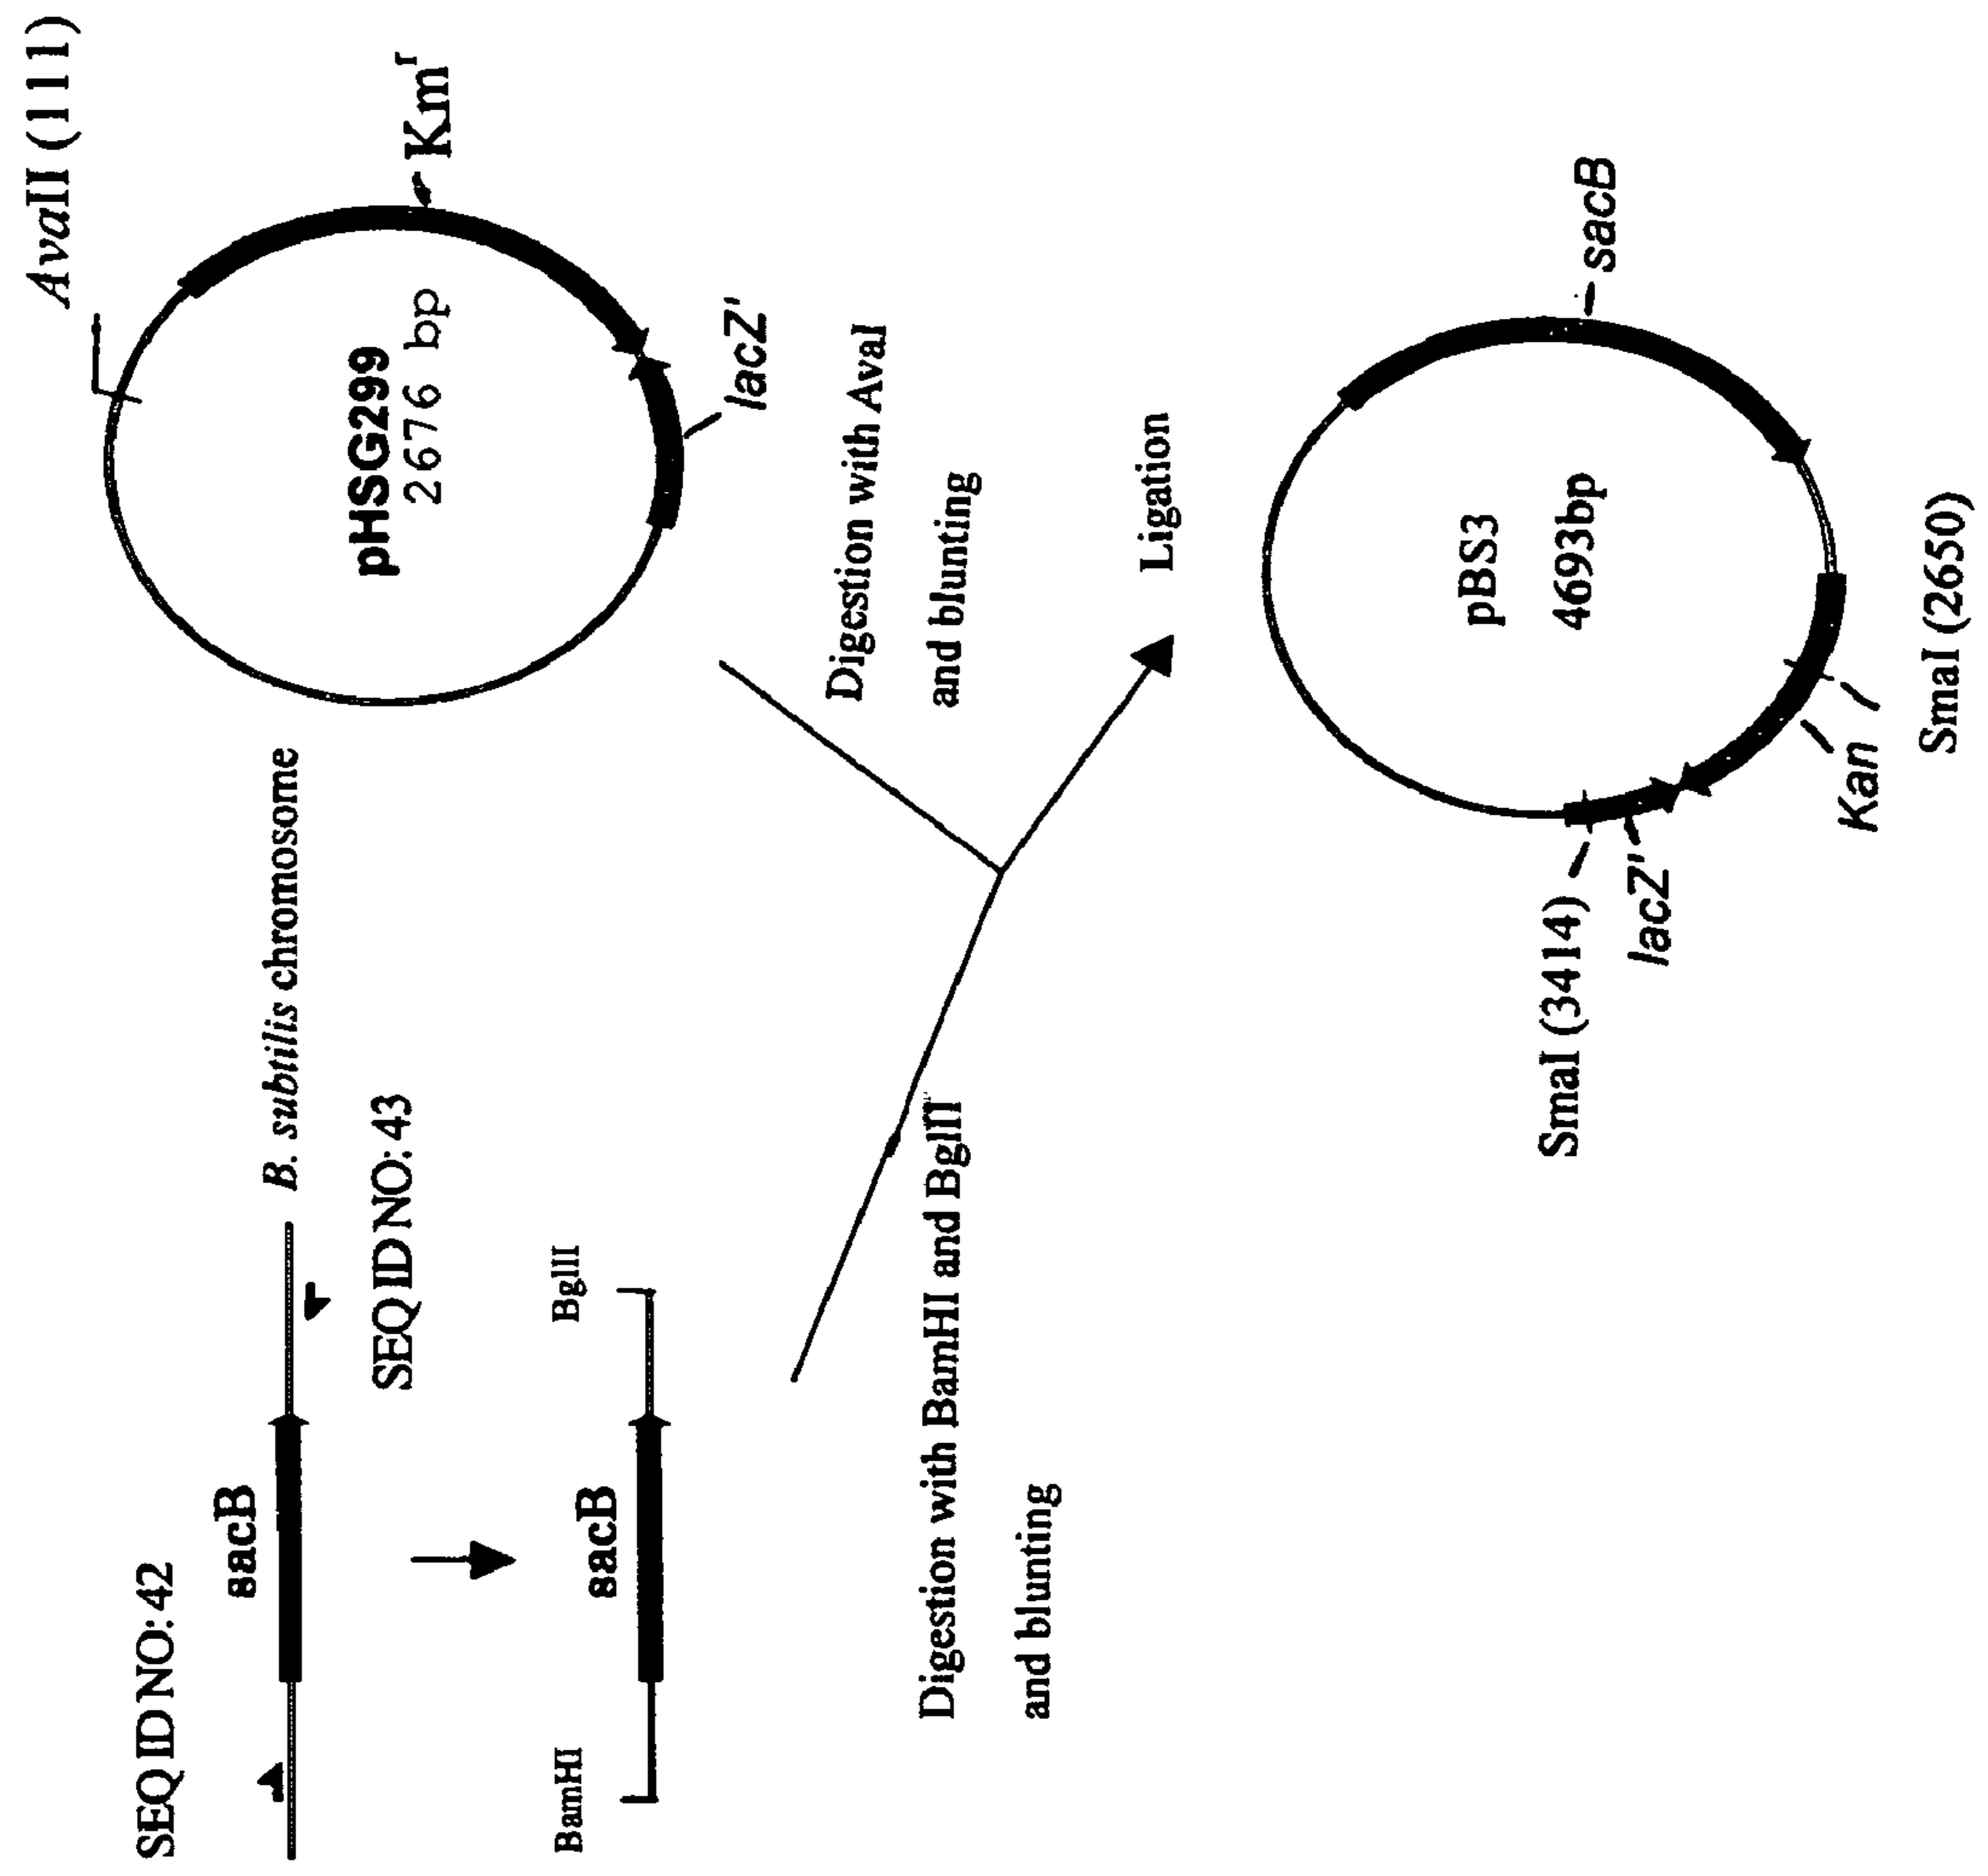 SEQ ID NO: 42
sacB
B. subtilis chromosome
SEQ ID NO: 43
BamHI
sacB
BglII
Digestion with BamHI and BglII
and blunting
AvaII (111)
Kmʳ
pHSG299
2676 bp
lacZ'
Digestion with AvaI
and blunting
Ligation
pBS3
4693bp
sacB
SmaI (3414)
lacZ'
Kan
SmaI (2650)